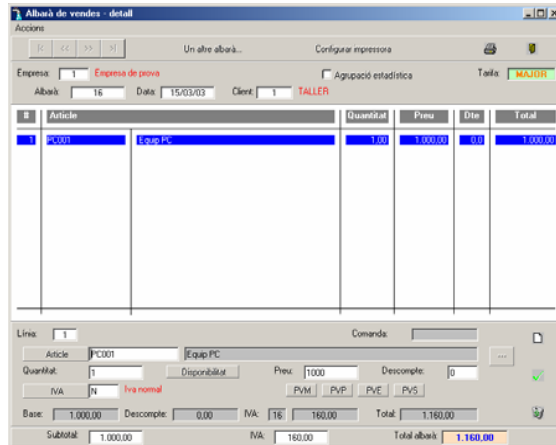 Albarà de vendes - detall
Accions
Un altre albarà... Configurar impressora
Empresa: 1 Empresa de prova Agrupació estadística Tarifa: MAJOR
Albarà: 16 Data: 15/03/03 Client: 1 TALLER
# Article Quantitat Preu Dte Total
1 PC001 Equip PC 1,00 1.000,00 0,0 1.000,00
Línia: 1 Comanda:
Article PC001 Equip PC ...
Quantitat: 1 Disponibilitat Preu: 1000 Descompte: 0
IVA N Iva normal PVM PVP PVE PVS
Base: 1.000,00 Descompte: 0,00 IVA: 16 160,00 Total: 1.160,00
Subtotal: 1.000,00 IVA: 160,00 Total albarà: 1.160,00